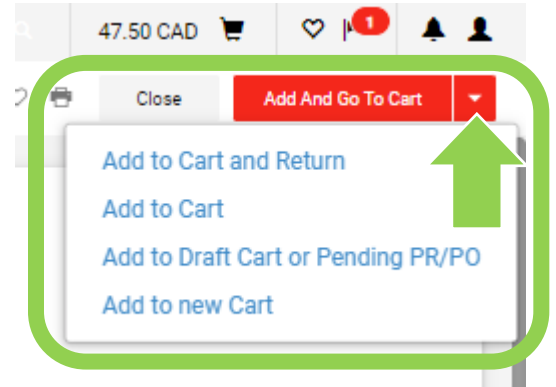 47.50 CAD
1
Close
Add And Go To Cart
Add to Cart and Return
Add to Cart
Add to Draft Cart or Pending PR/PO
Add to new Cart